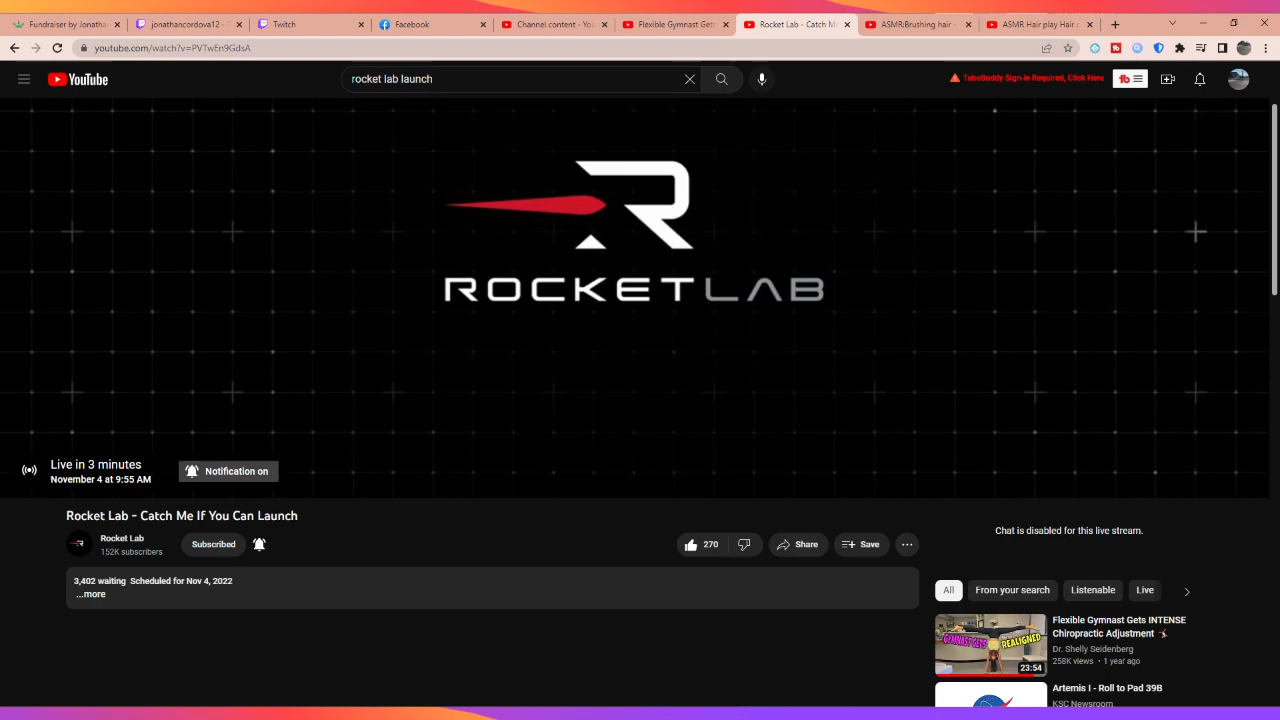 Fundraiser by Jonatha
jonathancordova12 - T
Twitch
Facebook
Channel content - You
Flexible Gymnast Gets
Rocket Lab - Catch Me
ASMR:Brushing hair
ASMR Hair play Hair
youtube.com/watch?v=PVTwEn9GdsA
YouTube
rocket lab launch
TubeBuddy Sign-In Required, Click Here
tb
R
ROCKETLAB
Live in 3 minutes
November 4 at 9:55 AM
Notification on
Rocket Lab - Catch Me If You Can Launch
Rocket Lab
152K subscribers
Subscribed
270
Share
Save
3,402 waiting Scheduled for Nov 4, 2022
...more
Chat is disabled for this live stream.
All
From your search
Listenable
Live
GYMNAST GETS
REALIGNED
23:54
Flexible Gymnast Gets INTENSE
Chiropractic Adjustment
Dr. Shelly Seidenberg
258K views • 1 year ago
Artemis I - Roll to Pad 39B
KSC Newsroom